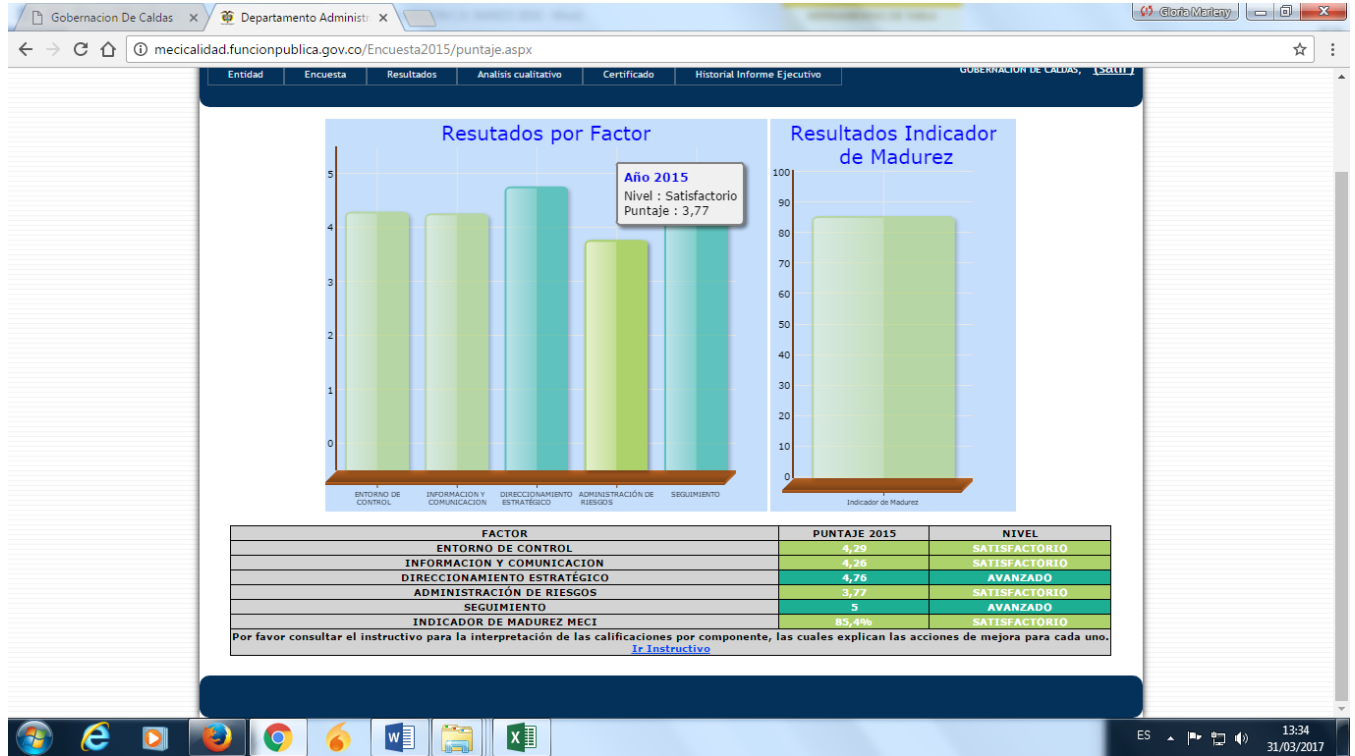 Gobernacion De Caldas
Departamento Administr
Gloria Marleny
mecicalidad.funcionpublica.gov.co/Encuesta2015/puntaje.aspx
Entidad Encuesta Resultados Analisis cualitativo Certificado Historial Informe Ejecutivo
GOBERNACION DE CALDAS, (Salir)
Resutados por Factor
5
4
3
2
1
0
Año 2015
Nivel : Satisfactorio
Puntaje : 3,77
ENTORNO DE
CONTROL
INFORMACION Y
COMUNICACION
DIRECCIONAMIENTO
ESTRATÉGICO
ADMINISTRACIÓN DE
RIESGOS
SEGUIMIENTO
Resultados Indicador
de Madurez
100
90
80
70
60
50
40
30
20
10
0
Indicador de Madurez
FACTOR PUNTAJE 2015 NIVEL
ENTORNO DE CONTROL 4,29 SATISFACTORIO
INFORMACION Y COMUNICACION 4,26 SATISFACTORIO
DIRECCIONAMIENTO ESTRATÉGICO 4,76 AVANZADO
ADMINISTRACIÓN DE RIESGOS 3,77 SATISFACTORIO
SEGUIMIENTO 5 AVANZADO
INDICADOR DE MADUREZ MECI 85,4% SATISFACTORIO
Por favor consultar el instructivo para la interpretación de las calificaciones por componente, las cuales explican las acciones de mejora para cada uno.
Ir Instructivo
ES
13:34
31/03/2017